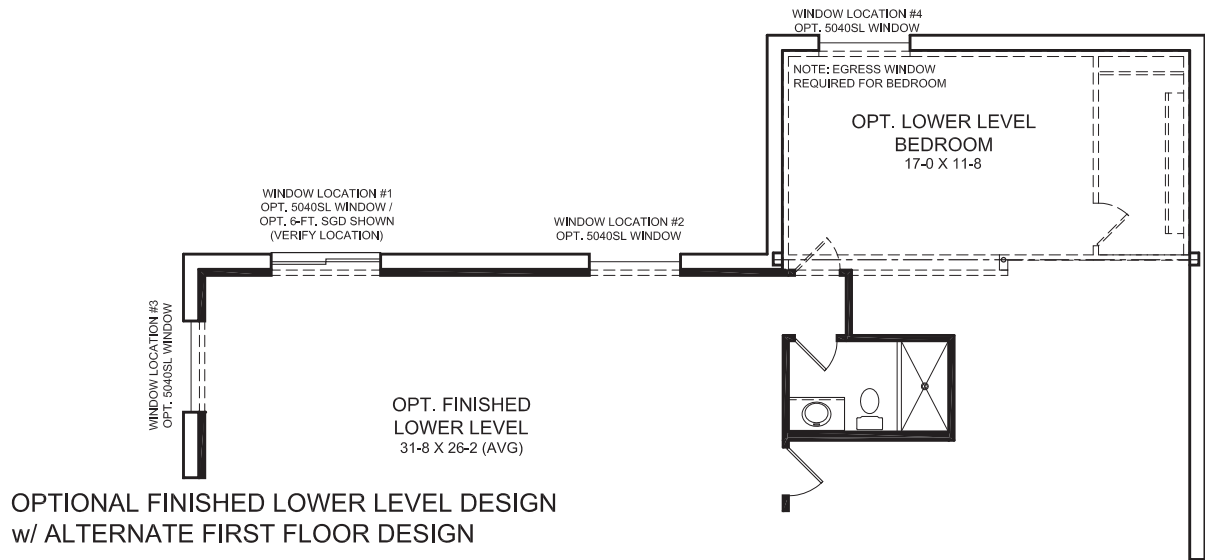 WINDOW LOCATION #4
OPT. 5040SL WINDOW
NOTE: EGRESS WINDOW
REQUIRED FOR BEDROOM
OPT. LOWER LEVEL
BEDROOM
17-0 X 11-8
WINDOW LOCATION #1
OPT. 5040SL WINDOW /
OPT. 6-FT. SGD SHOWN
(VERIFY LOCATION)
WINDOW LOCATION #2
OPT. 5040SL WINDOW
WINDOW LOCATION #3
OPT. 5040SL WINDOW
OPT. FINISHED
LOWER LEVEL
31-8 X 26-2 (AVG)
OPTIONAL FINISHED LOWER LEVEL DESIGN
w/ ALTERNATE FIRST FLOOR DESIGN